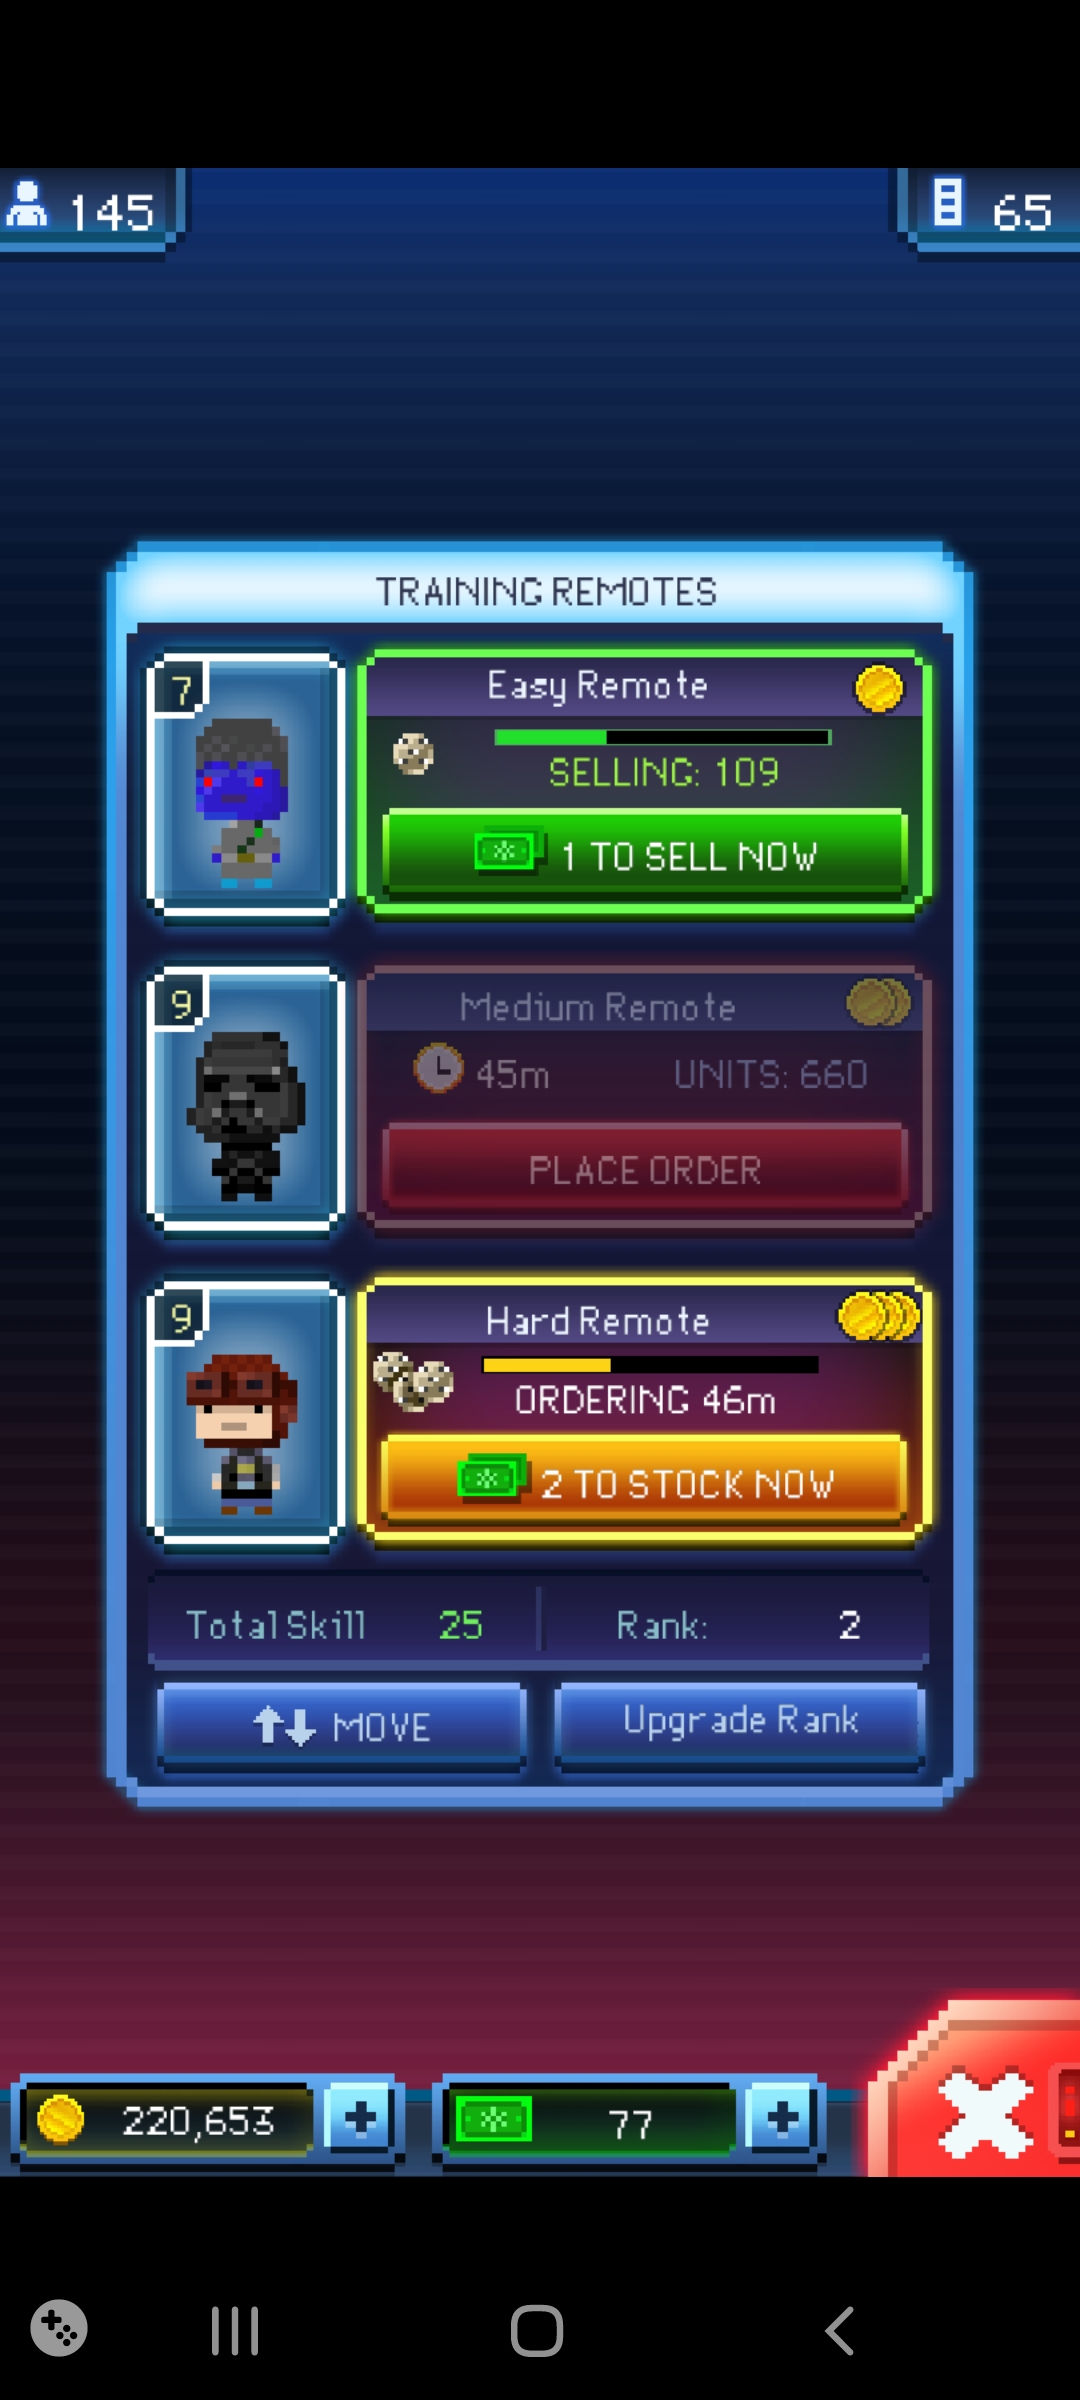 145
65
TRAINING REMOTES
7
Easy Remote
SELLING: 109
1 TO SELL NOW
9
Medium Remote
45m UNITS: 660
PLACE ORDER
9
Hard Remote
ORDERING 46m
2 TO STOCK NOW
Total Skill 25 Rank: 2
MOVE Upgrade Rank
220,653 77